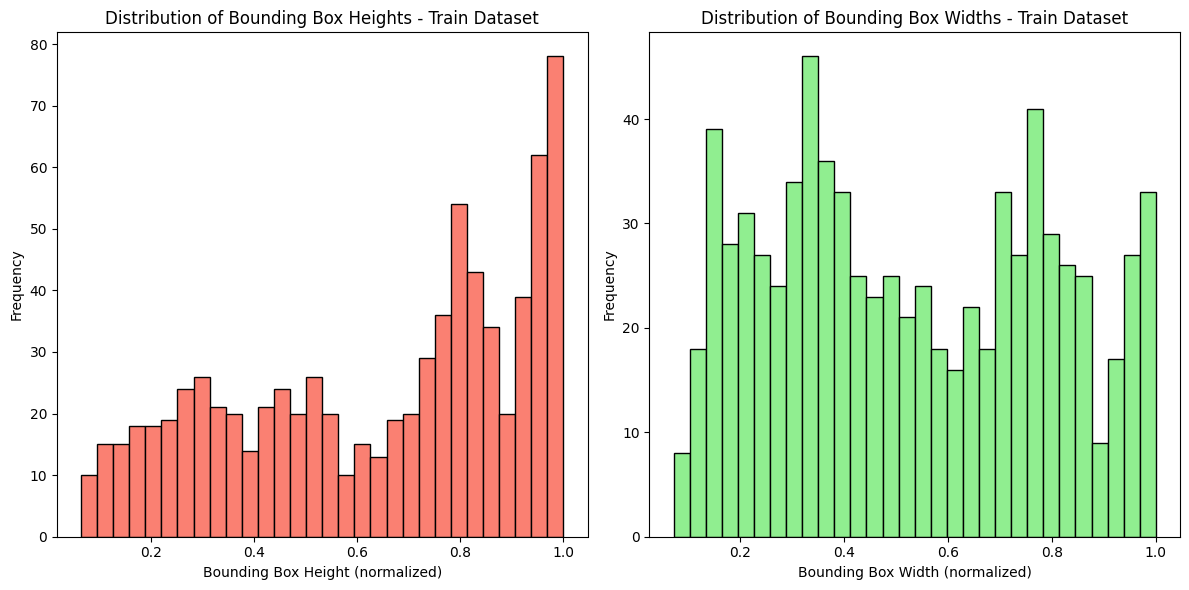 Distribution of Bounding Box Heights - Train Dataset
80
70
60
50
40
30
20
10
0
Frequency
0.2 0.4 0.6 0.8 1.0
Bounding Box Height (normalized)
Distribution of Bounding Box Widths - Train Dataset
40
30
20
10
0
Frequency
0.2 0.4 0.6 0.8 1.0
Bounding Box Width (normalized)